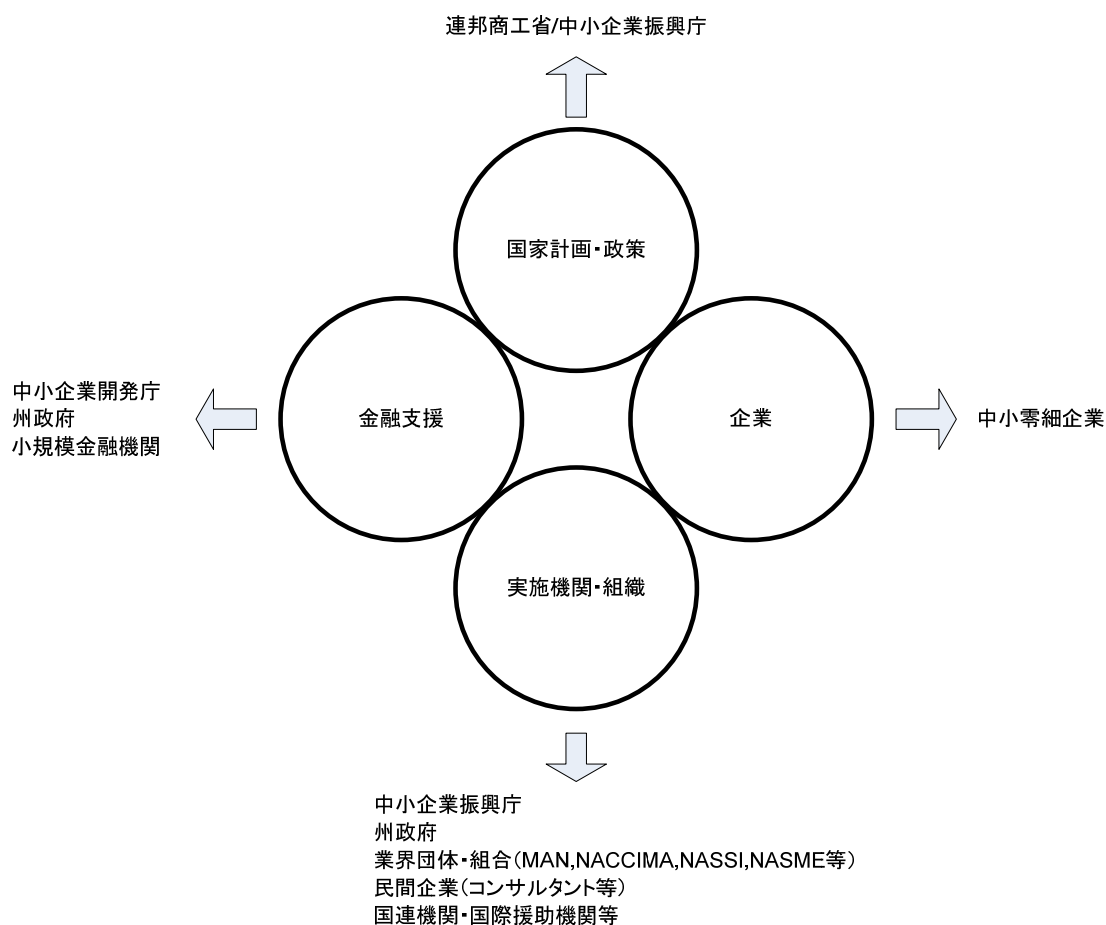 連邦商工省/中小企業振興庁
国家計画・政策
中小企業開発庁
州政府
小規模金融機関
金融支援
企業
中小零細企業
実施機関・組織
中小企業振興庁
州政府
業界団体・組合(MAN,NACCIMA,NASSI,NASME等)
民間企業(コンサルタント等)
国連機関・国際援助機関等